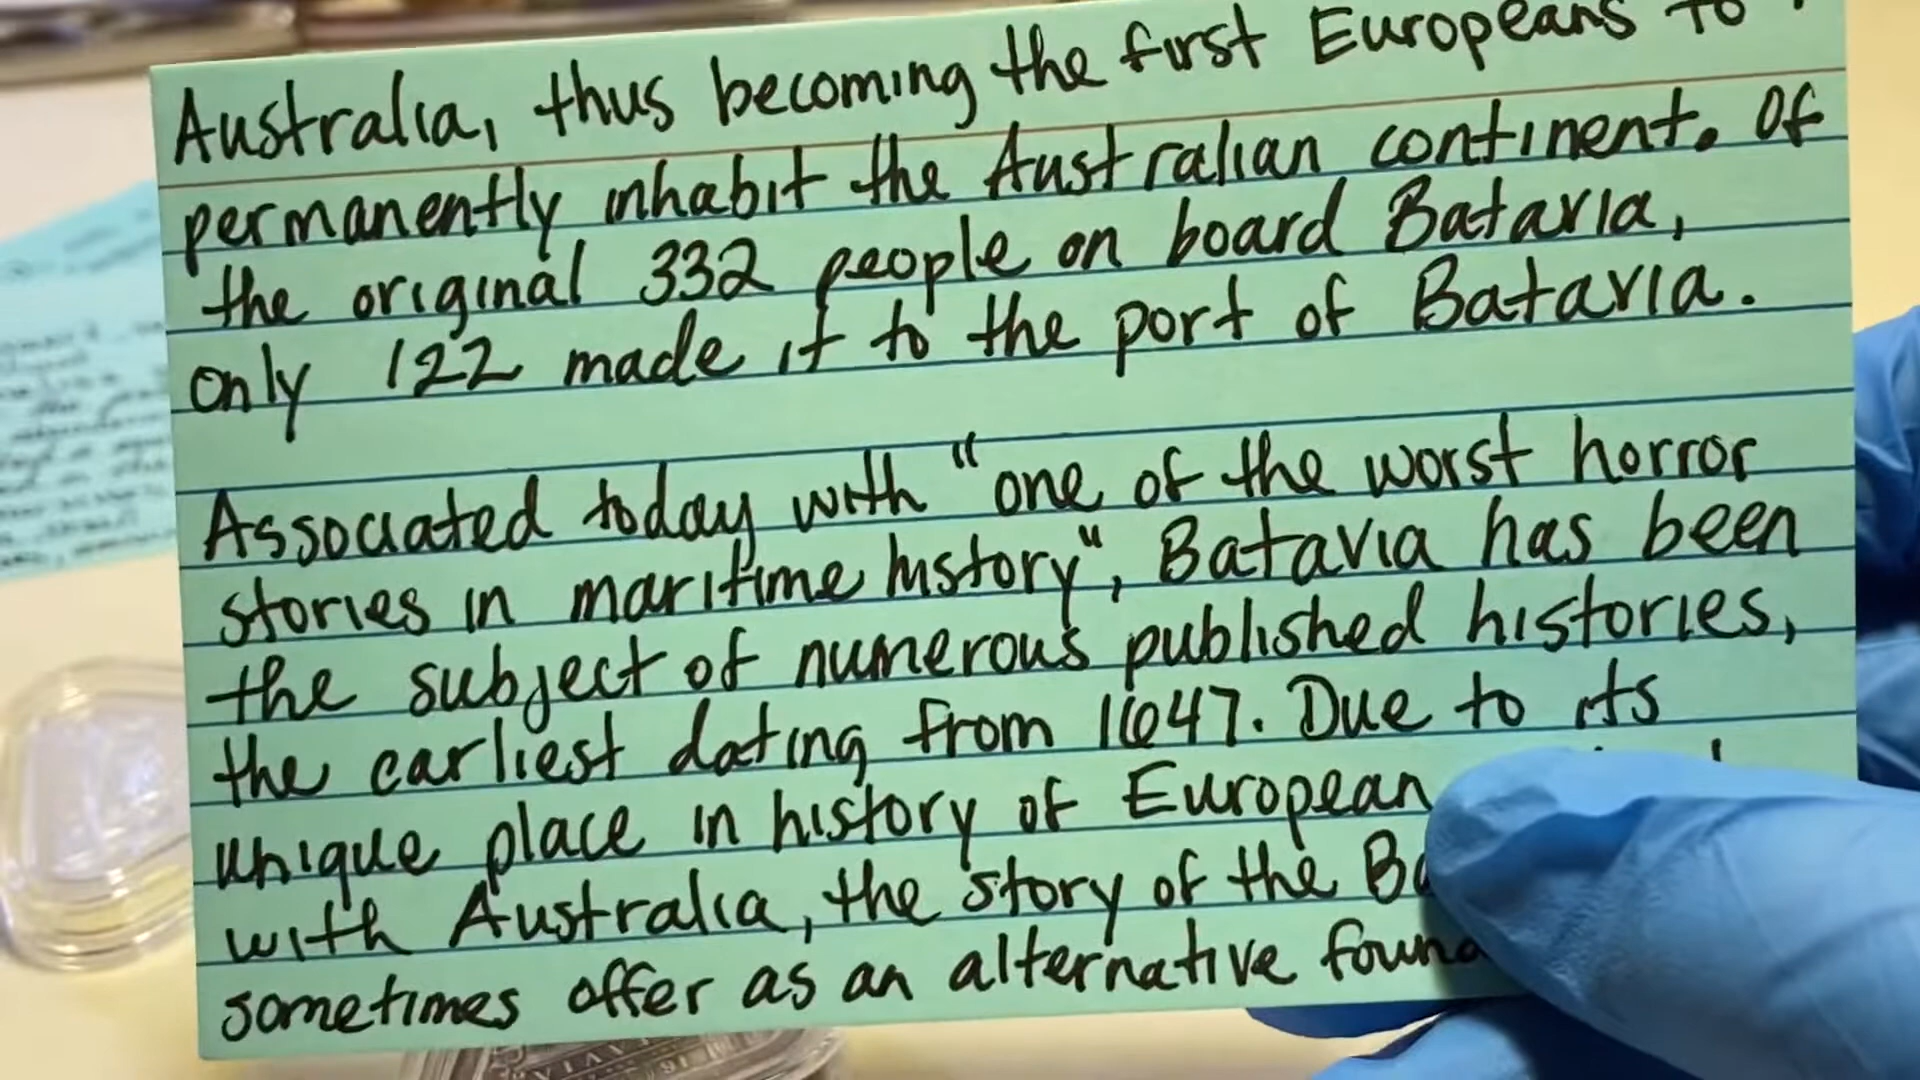 Australia, thus becoming the first Europeans to
permanently inhabit the Australian continent. Of
the original 332 people on board Batavia,
only 122 made it to the port of Batavia.
Associated today with "one of the worst horror
stories in maritime history", Batavia has been
the subject of numerous published histories,
the earliest dating from 1647. Due to its
unique place in history of European
with Australia, the story of the Ba
sometimes offer as an alternative found